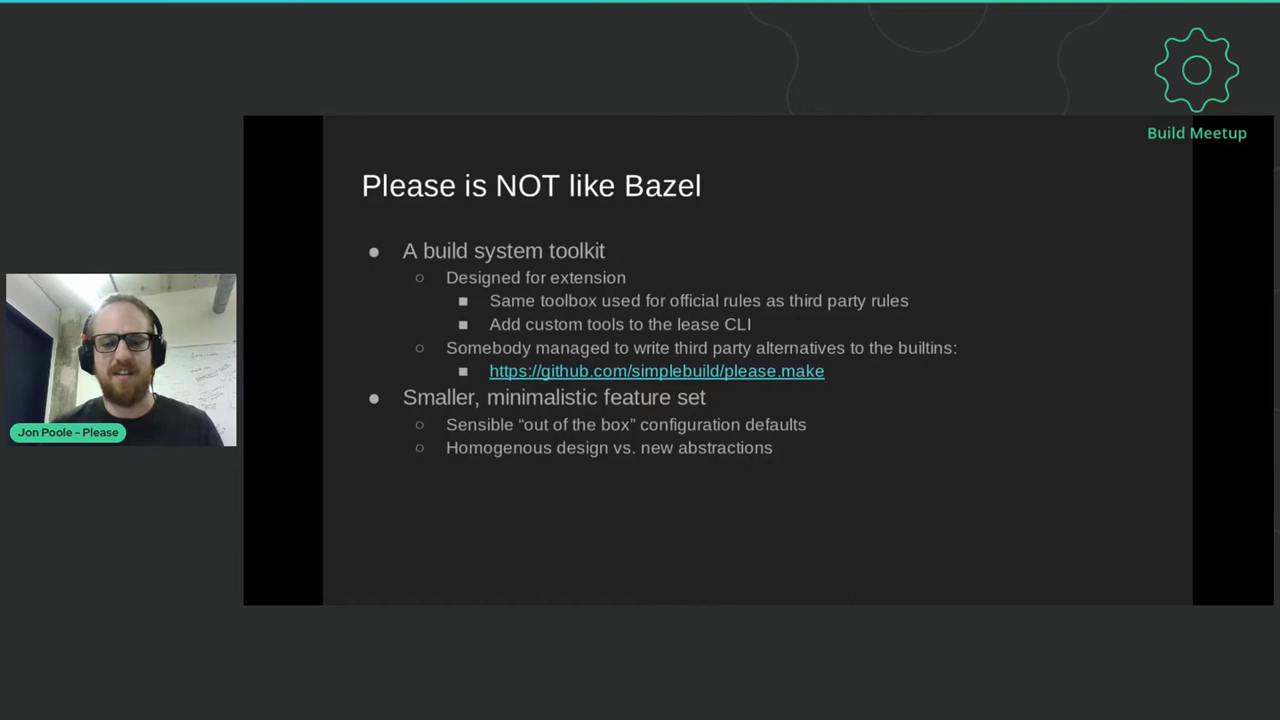 Build Meetup
Please is NOT like Bazel
● A build system toolkit
○ Designed for extension
■ Same toolbox used for official rules as third party rules
■ Add custom tools to the lease CLI
○ Somebody managed to write third party alternatives to the builtins:
■ https://github.com/simplebuild/please.make
● Smaller, minimalistic feature set
○ Sensible “out of the box” configuration defaults
○ Homogenous design vs. new abstractions
Jon Poole - Please